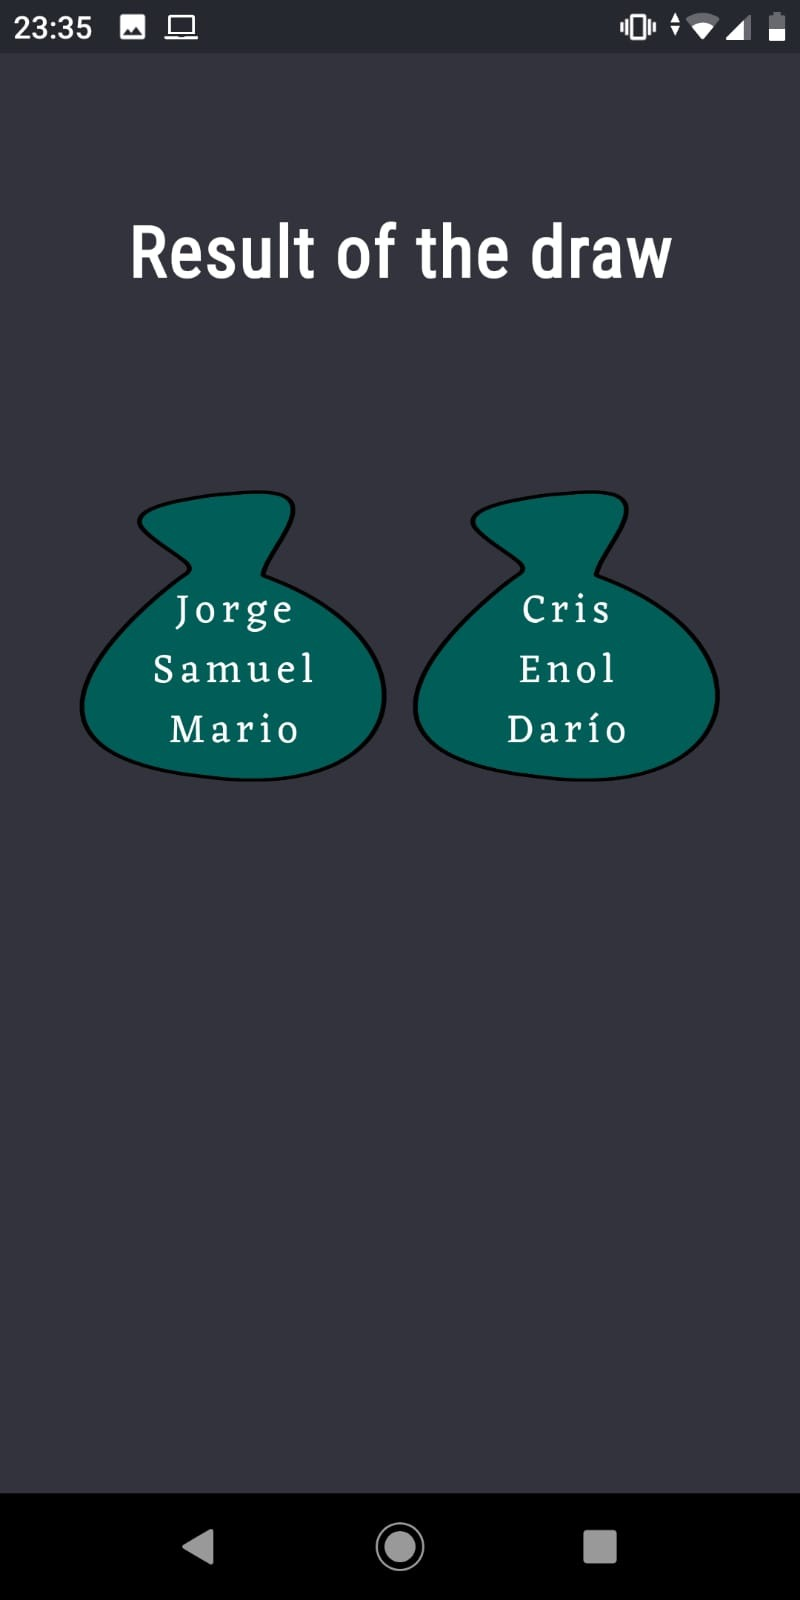 23:35
Result of the draw
Jorge
Samuel
Mario
Cris
Enol
Darío